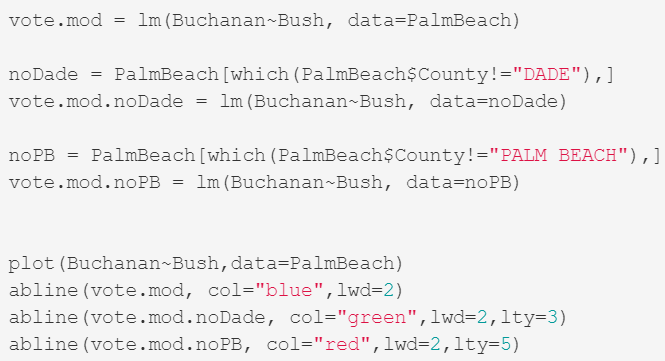 vote.mod = lm(Buchanan~Bush, data=PalmBeach)
noDade = PalmBeach[which(PalmBeach$County!="DADE"),]
vote.mod.noDade = lm(Buchanan~Bush, data=noDade)
noPB = PalmBeach[which(PalmBeach$County!="PALM BEACH"),]
vote.mod.noPB = lm(Buchanan~Bush, data=noPB)
plot(Buchanan~Bush,data=PalmBeach)
abline(vote.mod, col="blue",lwd=2)
abline(vote.mod.noDade, col="green",lwd=2,lty=3)
abline(vote.mod.noPB, col="red",lwd=2,lty=5)